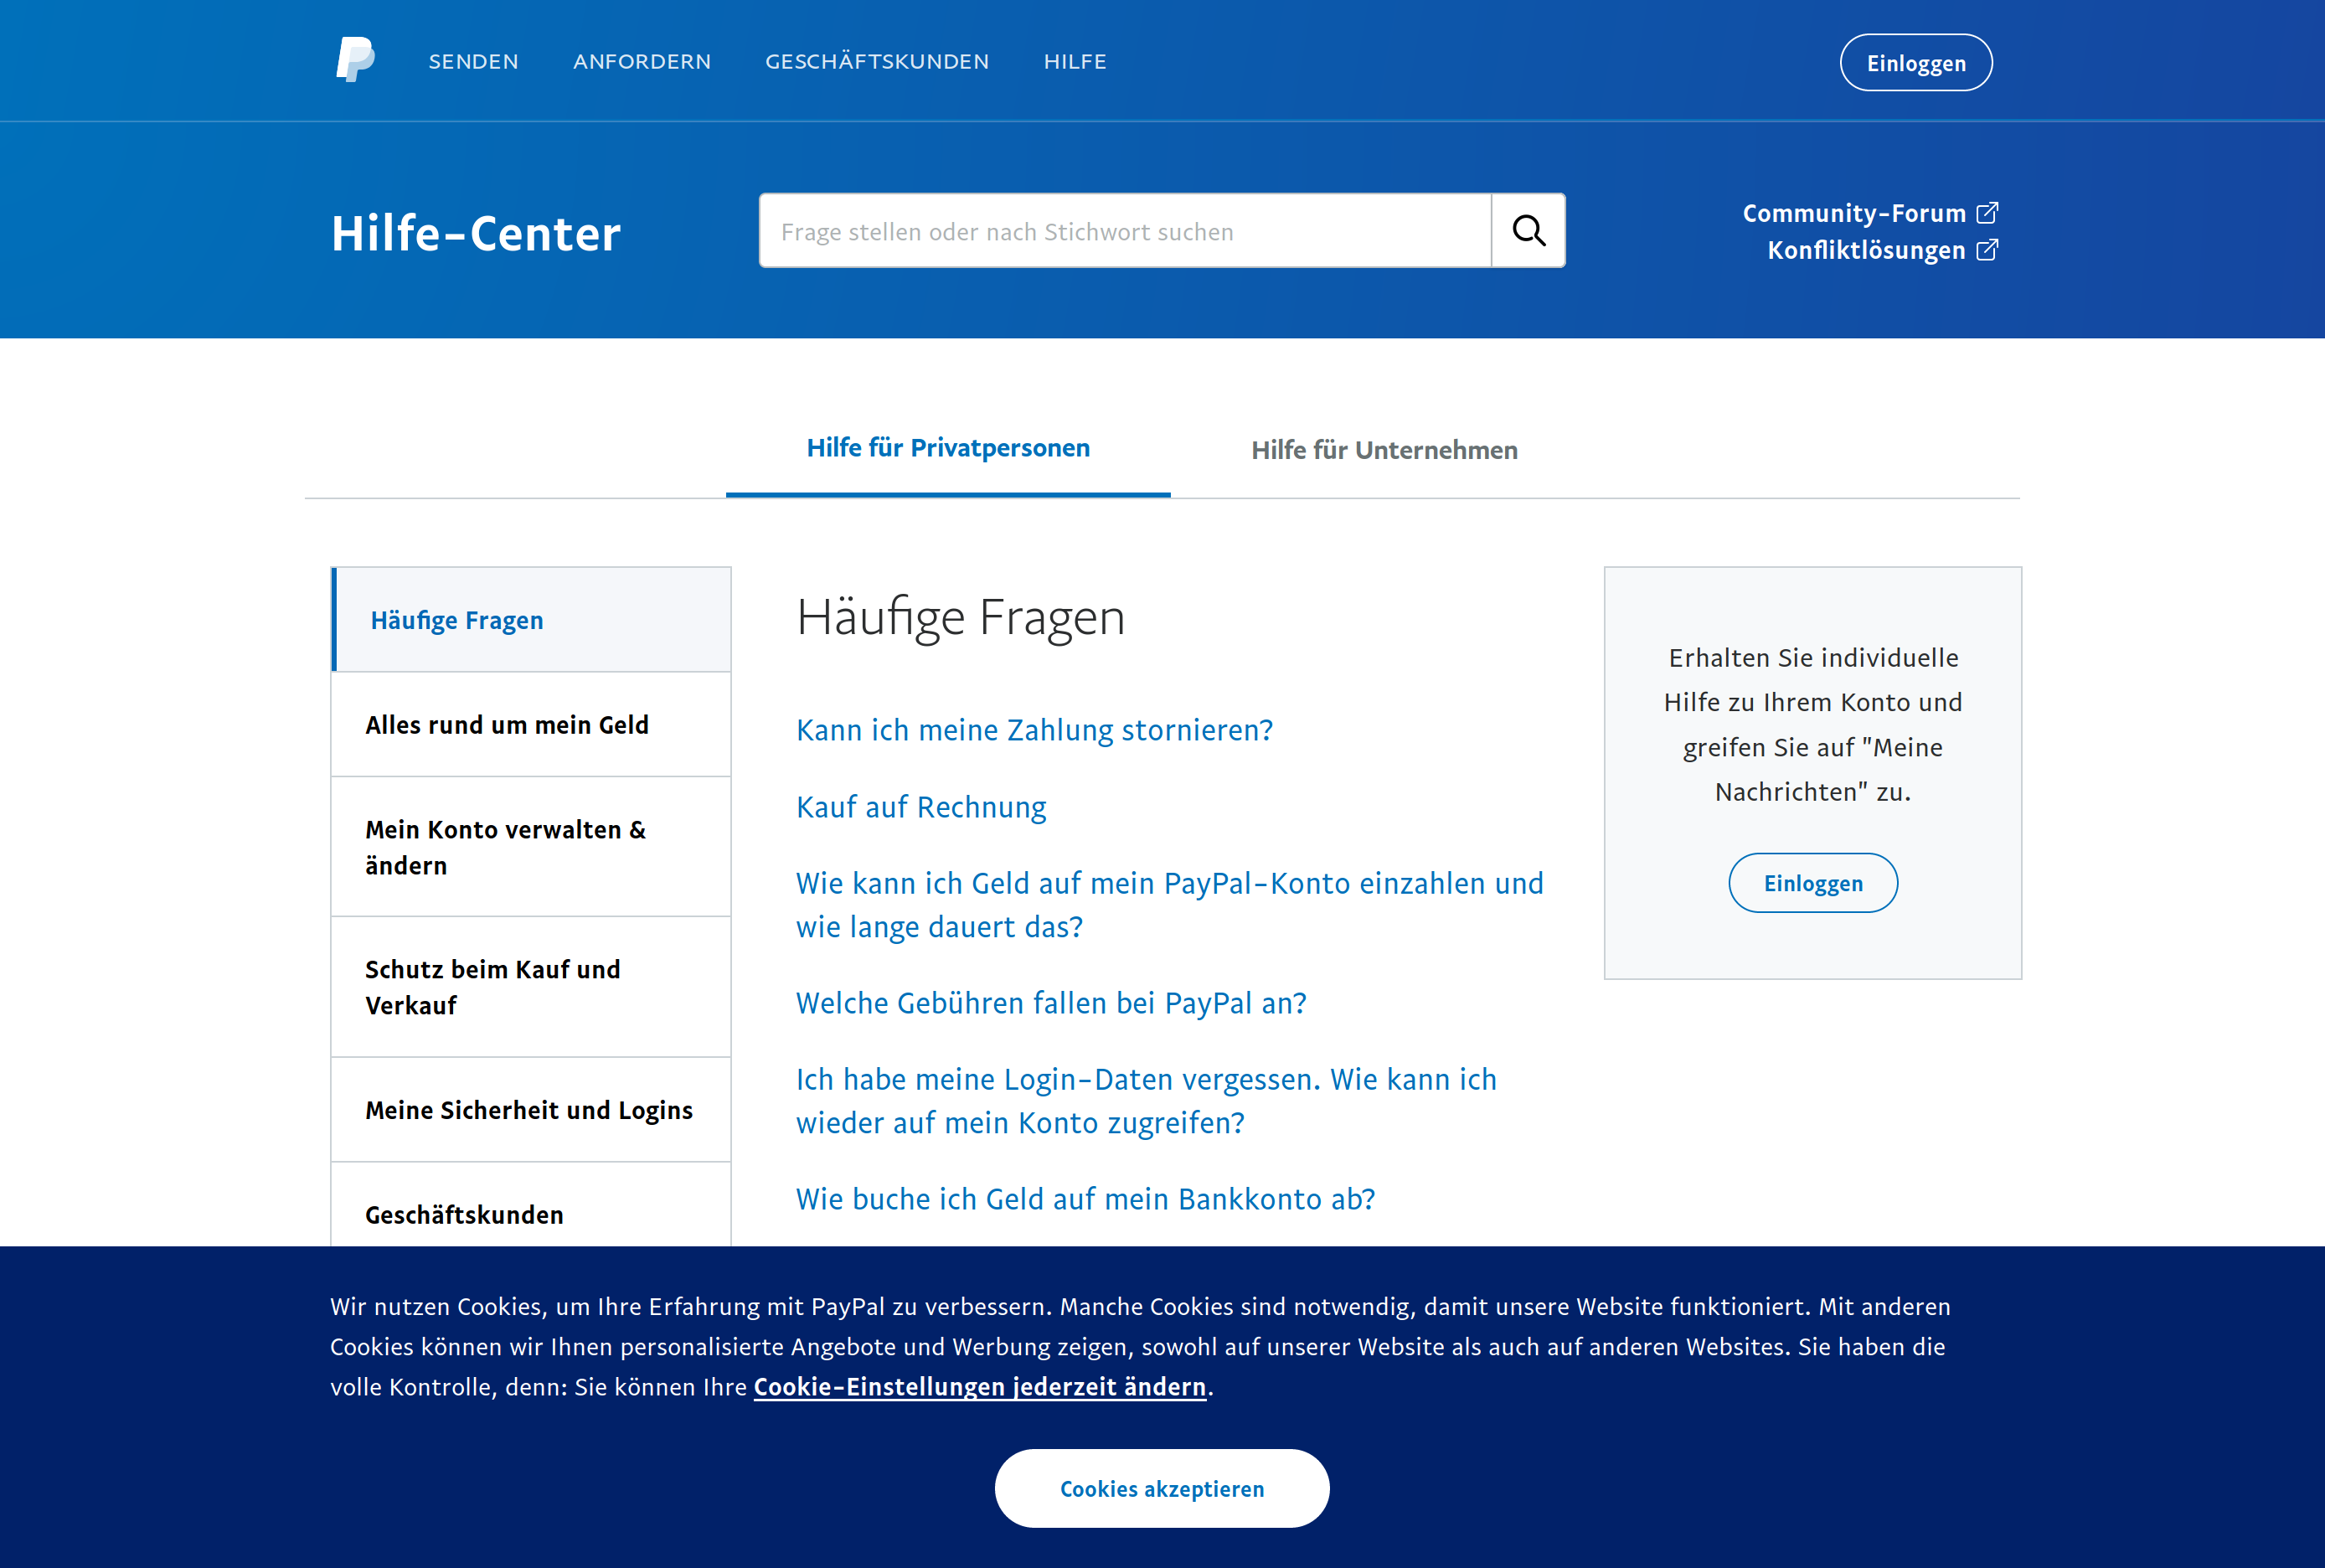 SENDEN ANFORDERN GESCHÄFTSKUNDEN HILFE Einloggen
Hilfe-Center
Frage stellen oder nach Stichwort suchen
Community-Forum
Konfliktlösungen
Hilfe für Privatpersonen Hilfe für Unternehmen
Häufige Fragen
Alles rund um mein Geld
Mein Konto verwalten &
ändern
Schutz beim Kauf und
Verkauf
Meine Sicherheit und Logins
Geschäftskunden
Häufige Fragen
Kann ich meine Zahlung stornieren?
Kauf auf Rechnung
Wie kann ich Geld auf mein PayPal-Konto einzahlen und
wie lange dauert das?
Welche Gebühren fallen bei PayPal an?
Ich habe meine Login-Daten vergessen. Wie kann ich
wieder auf mein Konto zugreifen?
Wie buche ich Geld auf mein Bankkonto ab?
Erhalten Sie individuelle
Hilfe zu Ihrem Konto und
greifen Sie auf "Meine
Nachrichten" zu.
Einloggen
Wir nutzen Cookies, um Ihre Erfahrung mit PayPal zu verbessern. Manche Cookies sind notwendig, damit unsere Website funktioniert. Mit anderen
Cookies können wir Ihnen personalisierte Angebote und Werbung zeigen, sowohl auf unserer Website als auch auf anderen Websites. Sie haben die
volle Kontrolle, denn: Sie können Ihre Cookie-Einstellungen jederzeit ändern.
Cookies akzeptieren